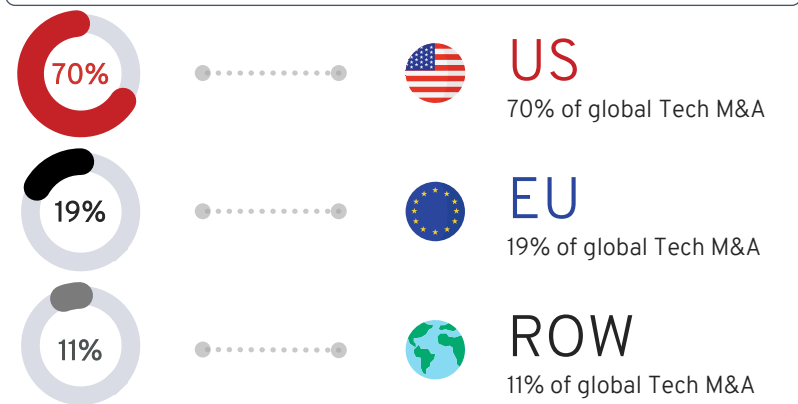 70%
US
70% of global Tech M&A
19%
EU
19% of global Tech M&A
11%
ROW
11% of global Tech M&A